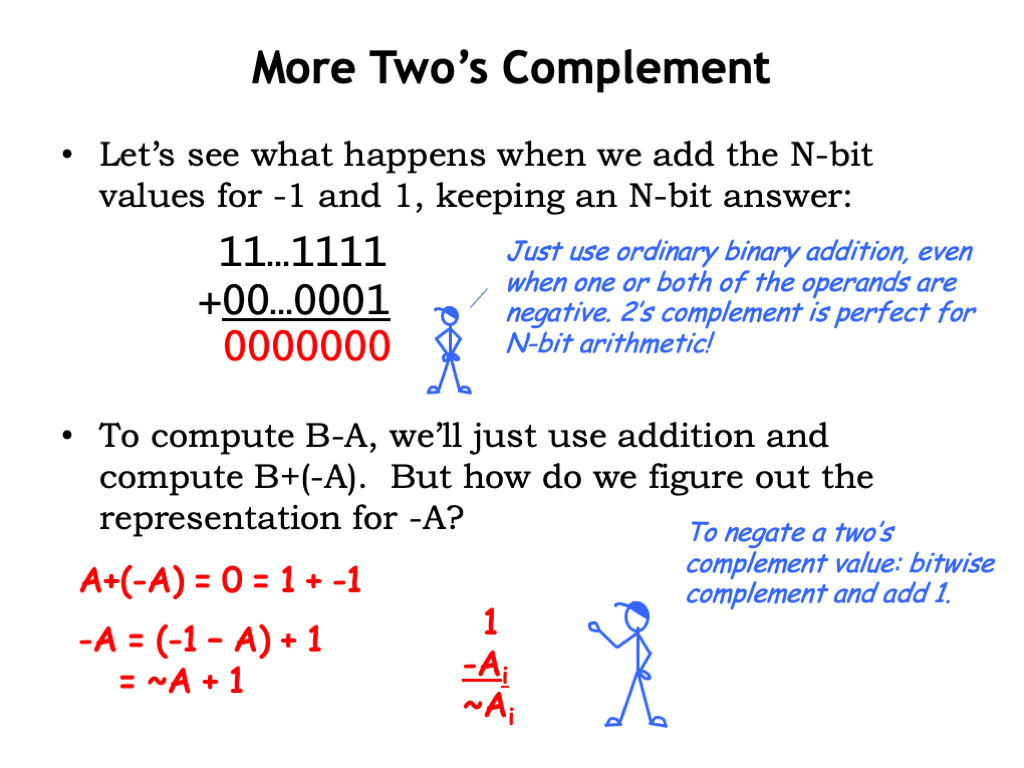 More Two’s Complement
• Let’s see what happens when we add the N-bit
values for -1 and 1, keeping an N-bit answer:
11…1111
+00…0001
0000000
Just use ordinary binary addition, even
when one or both of the operands are
negative. 2’s complement is perfect for
N-bit arithmetic!
• To compute B-A, we’ll just use addition and
compute B+(-A).  But how do we figure out the
representation for -A?
To negate a two’s
complement value: bitwise
complement and add 1.
A+(-A) = 0 = 1 + -1
-A = (-1 – A) + 1
= ~A + 1
1
-Ai
~Ai